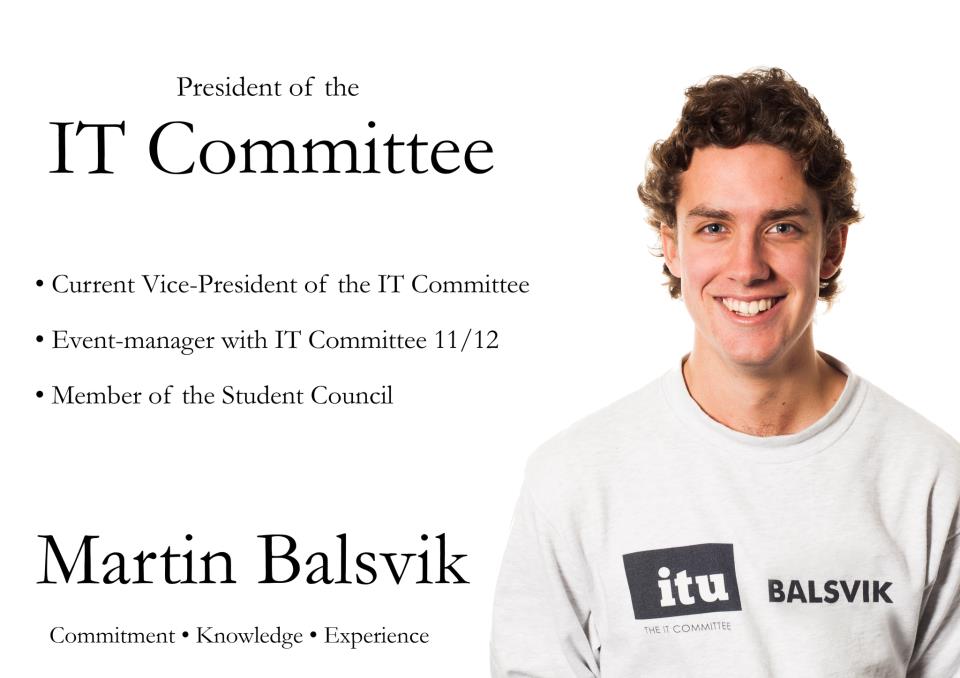 President of the
IT Committee
• Current Vice-President of the IT Committee
• Event-manager with IT Committee 11/12
• Member of the Student Council
Martin Balsvik
Commitment • Knowledge • Experience
itu
BALSVIK
THE IT COMMITTEE